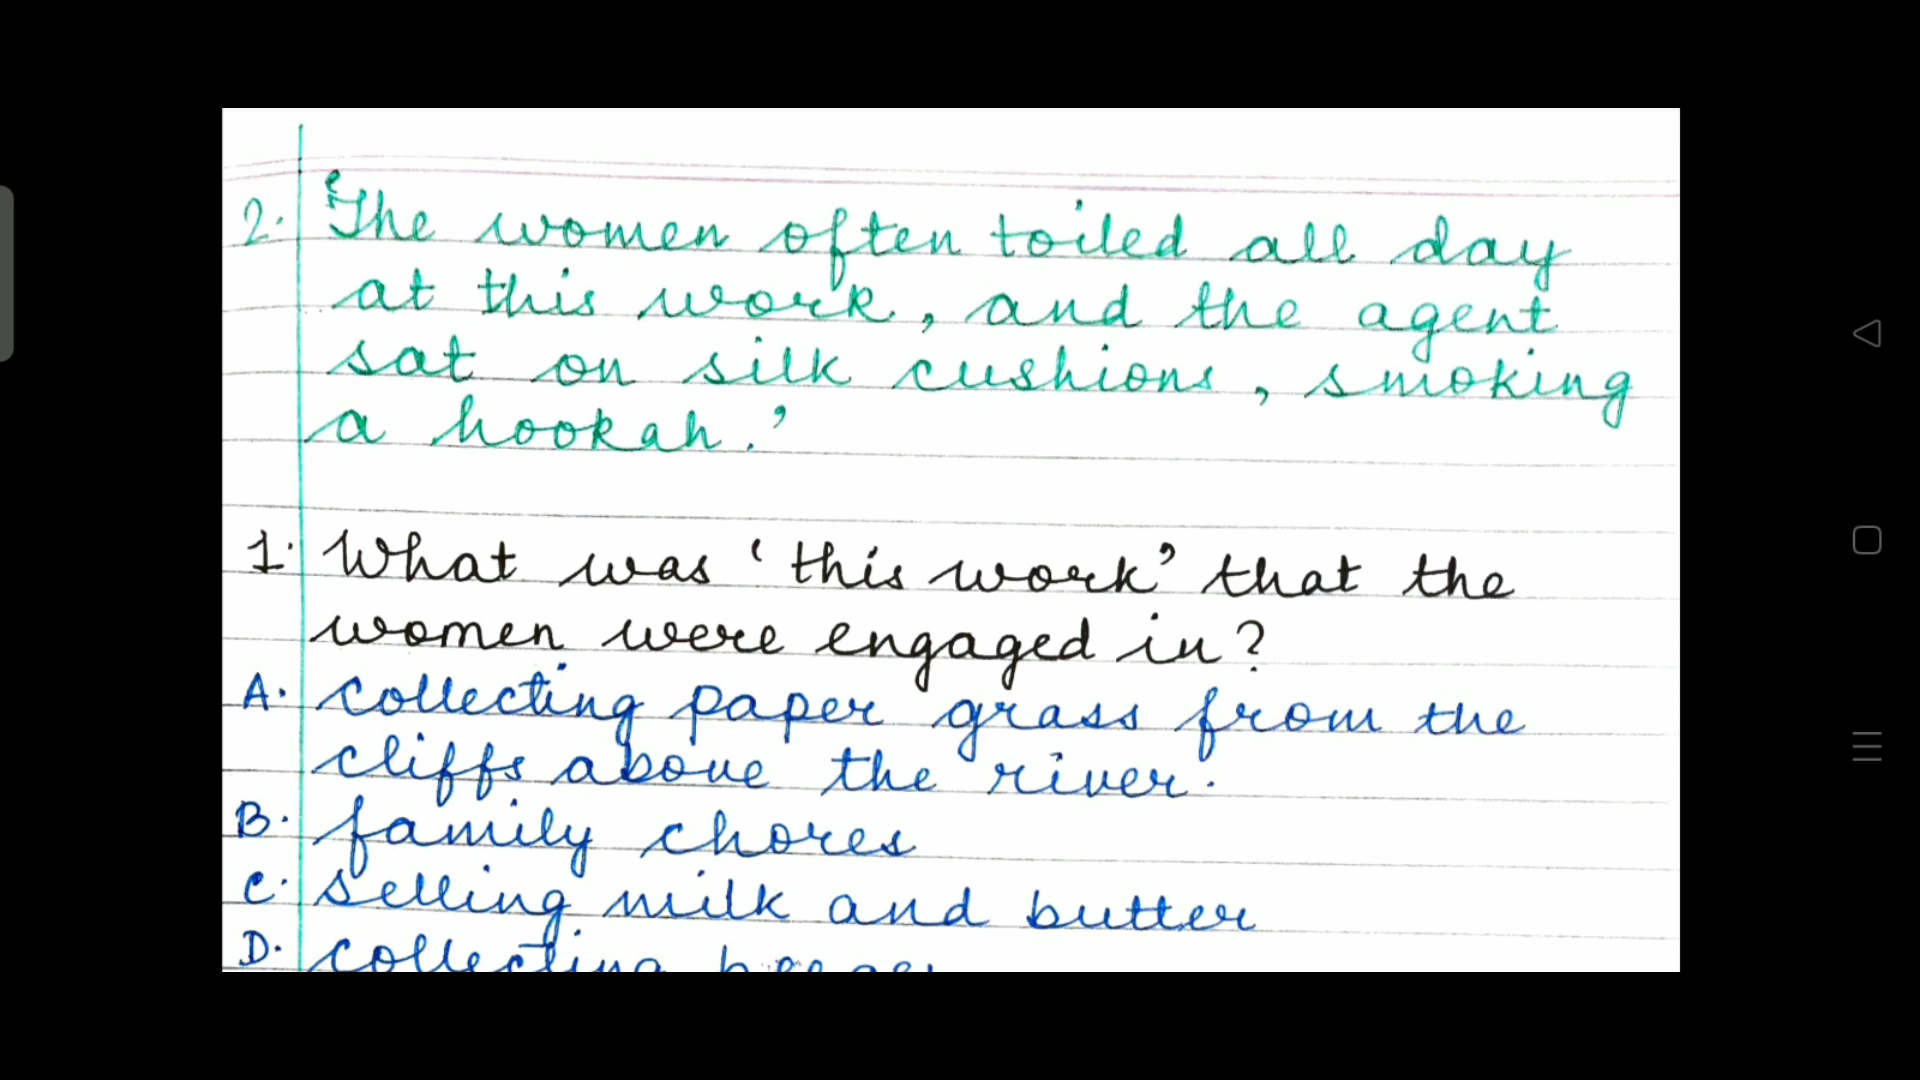 2. 'The women often toiled all day
at this work, and the agent
sat on silk cushions, smoking
a hookah.'
1. What was 'this work' that the
women were engaged in?
A. collecting paper grass from the
cliffs above the river.
B. family chores
C. selling milk and butter
D. collecting